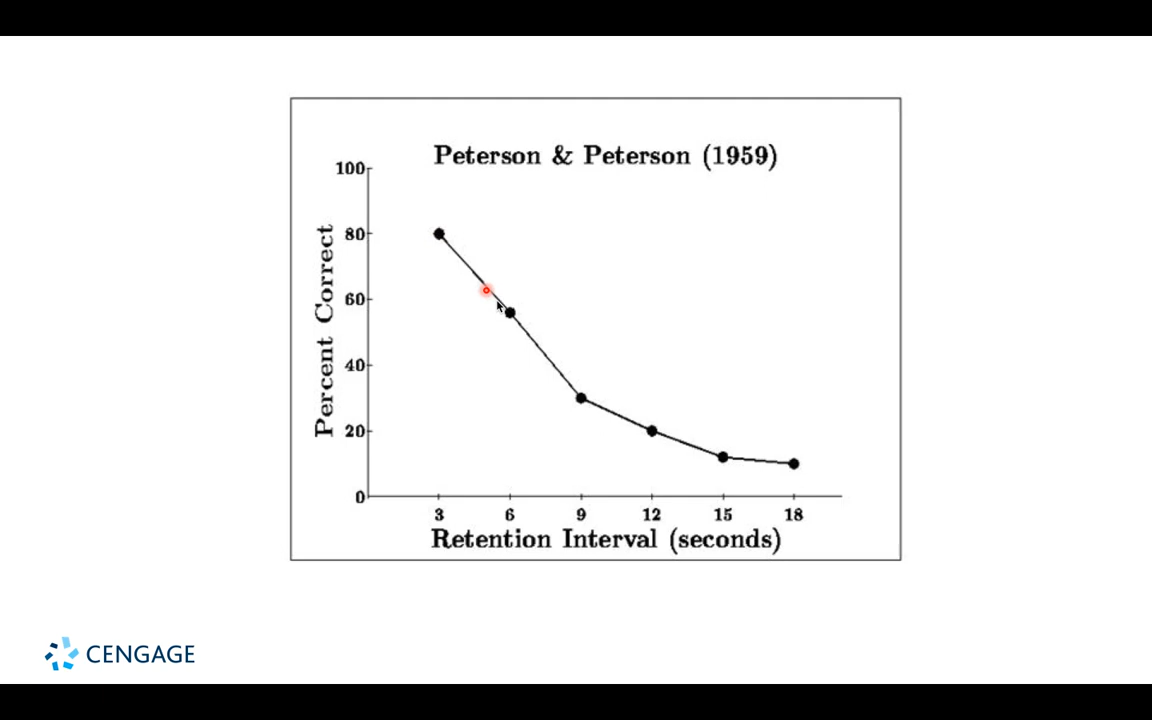 Peterson & Peterson (1959)
100
80
60
40
20
0
Percent Correct
3 6 9 12 15 18
Retention Interval (seconds)
CENGAGE